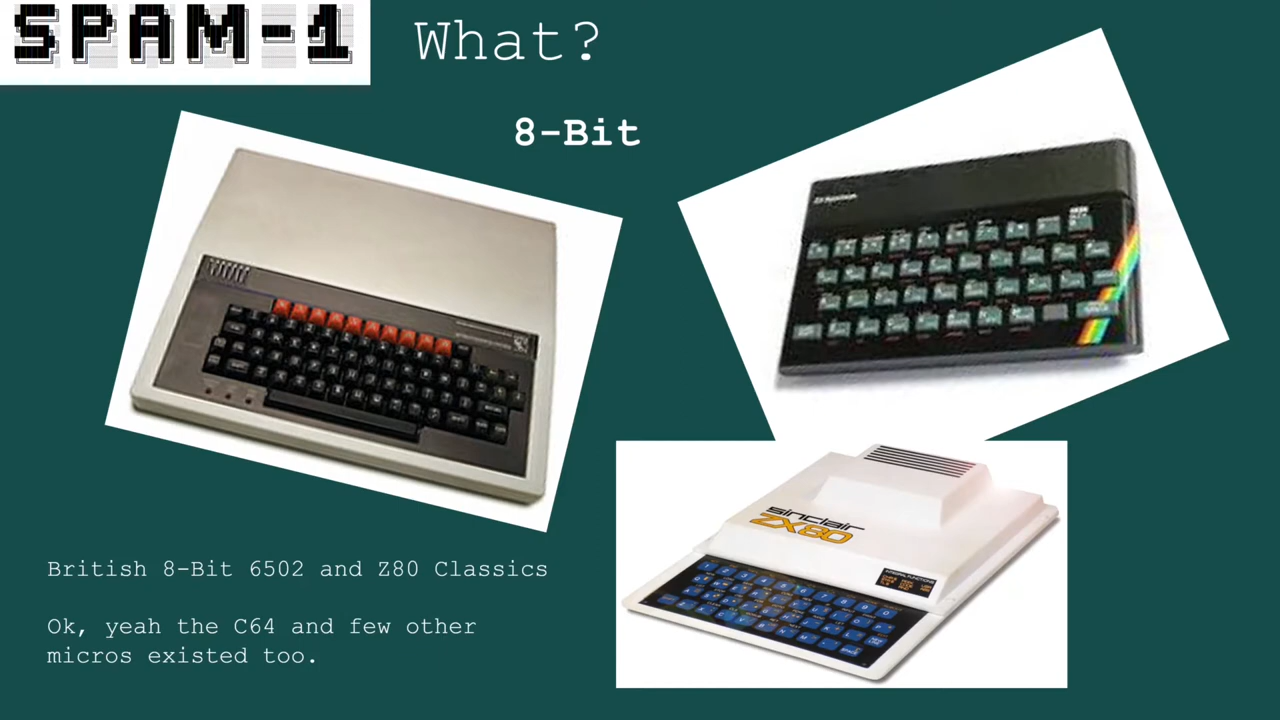 SPAM-1
What?
8-Bit
sinclair
ZX80
British 8-Bit 6502 and Z80 Classics
Ok, yeah the C64 and few other
micros existed too.